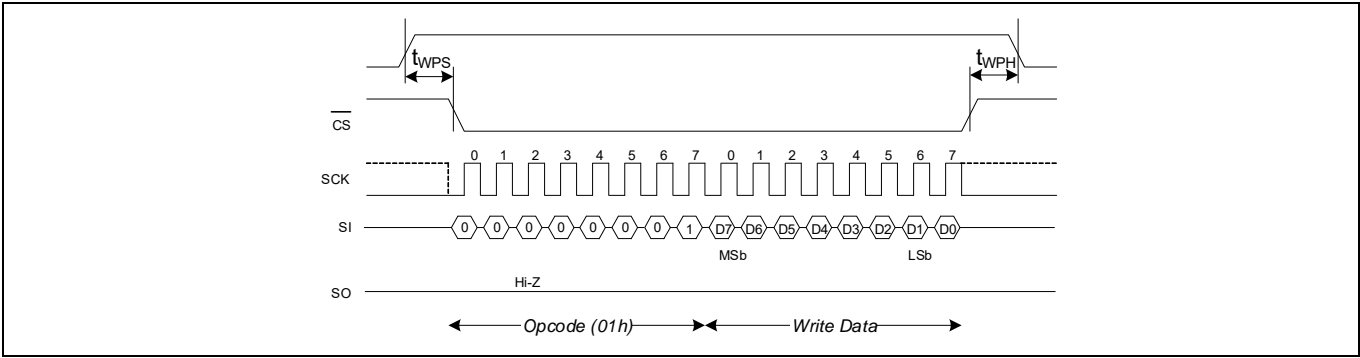 tWPS tWPH
CS
0 1 2 3 4 5 6 7 0 1 2 3 4 5 6 7
SCK
SI 0 0 0 0 0 0 0 1 D7 D6 D5 D4 D3 D2 D1 D0
MSb LSb
Hi-Z
SO
Opcode (01h) Write Data